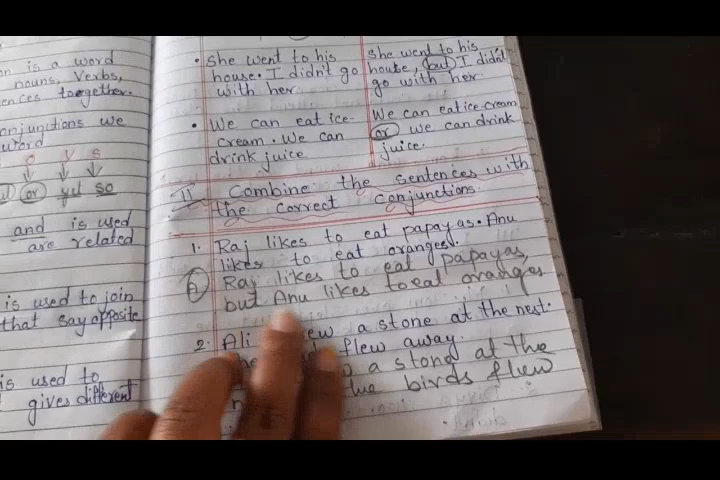 n is a word
nouns, Verbs,
ences together.
onjunctions we
word
O Y S
or yet so
and is used
are related
is used to join
that say opposite
is used to
gives different
• She went to his
house. I didn't go
with her.
She went to his
house, but I didn't
go with her.
• We can eat ice-
cream. We can
drink juice
We can eat ice-cream
or we can drink
juice.
II Combine the sentences with
the correct conjunctions.
1. Raj likes to eat papayas. Anu
likes to eat oranges.
A Raj likes to eat papayas,
but Anu likes to eat oranges
2. Ali ew a stone at the nest.
flew away.
a stone at the
the birds flew